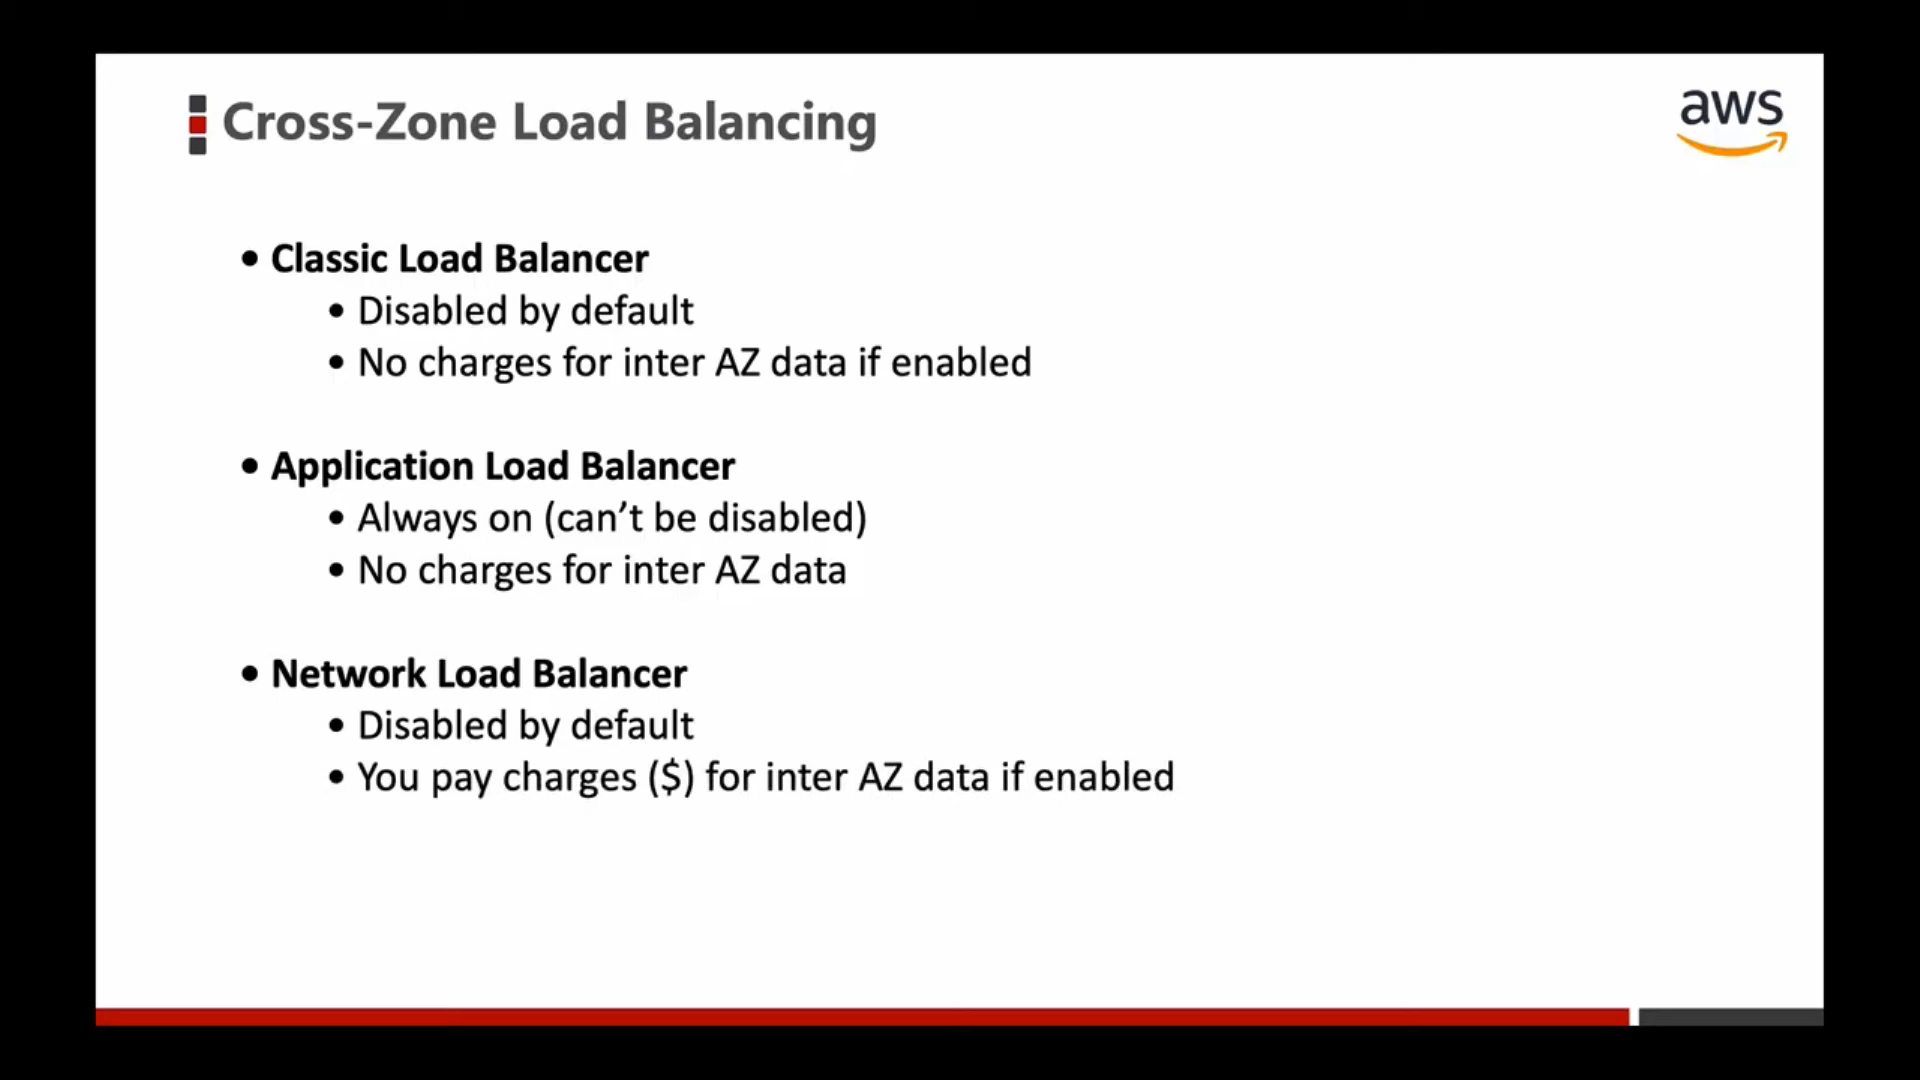 Cross-Zone Load Balancing
aws
• Classic Load Balancer
• Disabled by default
• No charges for inter AZ data if enabled
• Application Load Balancer
• Always on (can’t be disabled)
• No charges for inter AZ data
• Network Load Balancer
• Disabled by default
• You pay charges ($) for inter AZ data if enabled